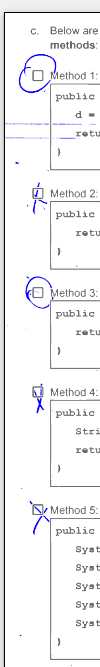 c. Below are
methods:
Method 1:
public
d =
retu
}
Method 2:
public
retu
}
Method 3:
public
retu
}
Method 4:
public
Stri
retu
}
Method 5:
public
Syst
Syst
Syst
Syst
Syst
}